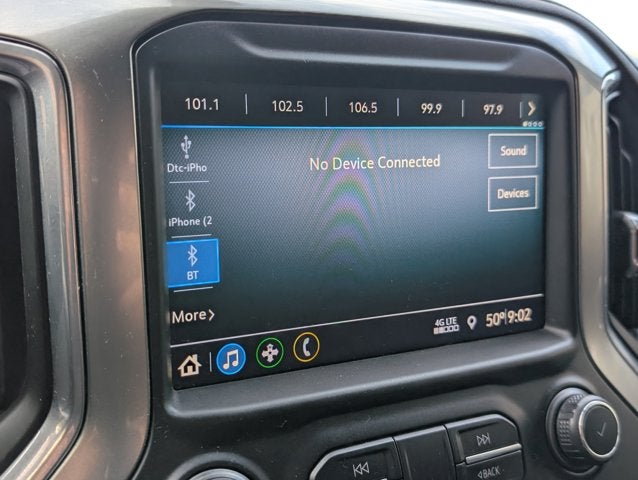 101.1 102.5 106.5 99.9 97.9
Dtc-iPho
No Device Connected
Sound
iPhone (2
Devices
BT
More
4G LTE
50° 9:02
BACK